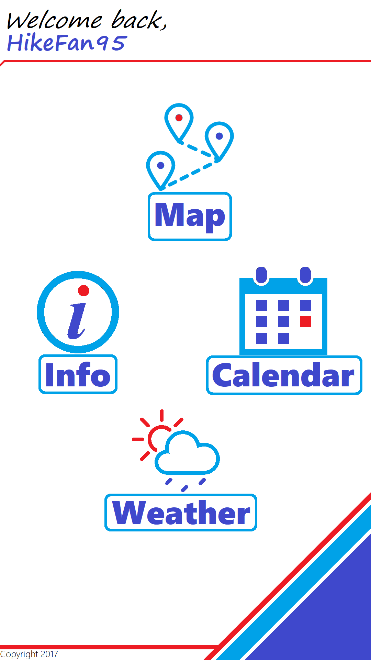 Welcome back,
HikeFan95
Map
i
Info
Calendar
Weather
Copyright 2017